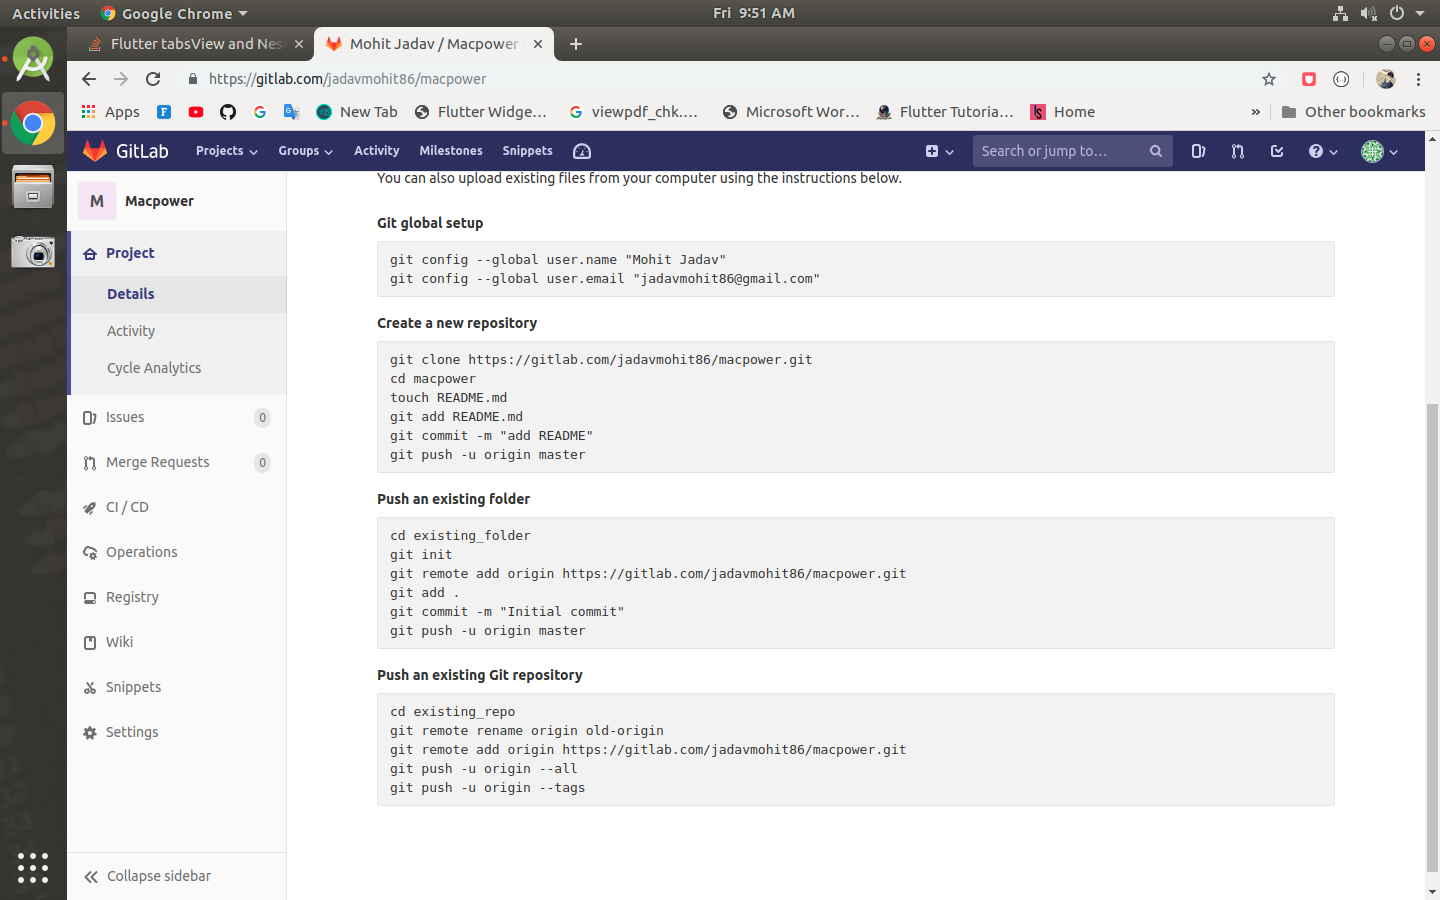 Activities
Google Chrome
Fri 9:51 AM
Flutter tabsView and Nes
Mohit Jadav / Macpower
https://gitlab.com/jadavmohit86/macpower
Apps
New Tab
Flutter Widge...
viewpdf_chk....
Microsoft Wor...
Flutter Tutoria...
Home
»
Other bookmarks
GitLab
Projects
Groups
Activity
Milestones
Snippets
Search or jump to...
You can also upload existing files from your computer using the instructions below.
M
Macpower
Project
Details
Activity
Cycle Analytics
Issues
0
Merge Requests
0
CI / CD
Operations
Registry
Wiki
Snippets
Settings
Collapse sidebar
Git global setup
git config --global user.name "Mohit Jadav"
git config --global user.email "jadavmohit86@gmail.com"
Create a new repository
git clone https://gitlab.com/jadavmohit86/macpower.git
cd macpower
touch README.md
git add README.md
git commit -m "add README"
git push -u origin master
Push an existing folder
cd existing_folder
git init
git remote add origin https://gitlab.com/jadavmohit86/macpower.git
git add .
git commit -m "Initial commit"
git push -u origin master
Push an existing Git repository
cd existing_repo
git remote rename origin old-origin
git remote add origin https://gitlab.com/jadavmohit86/macpower.git
git push -u origin --all
git push -u origin --tags